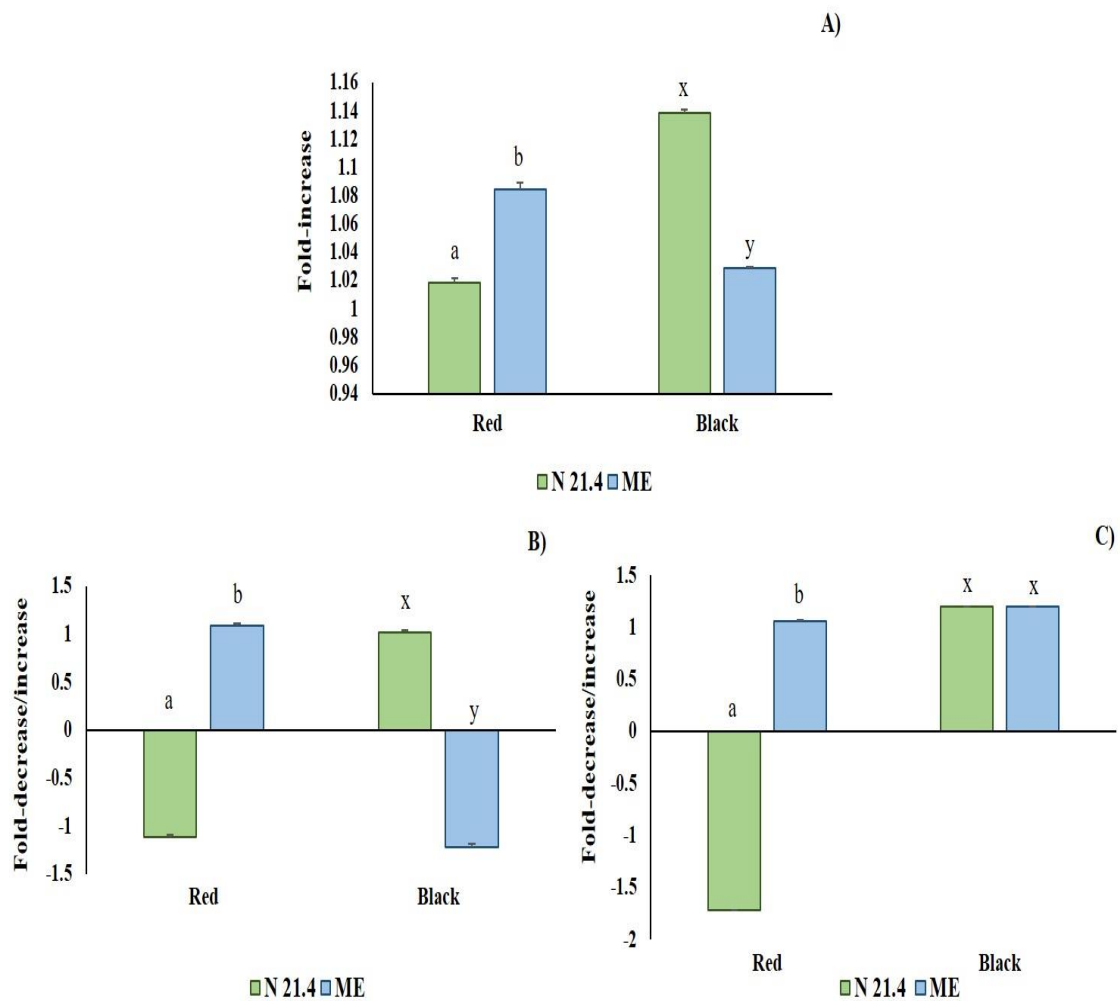 A)
Fold-increase
1.16
1.14
1.12
1.1
1.08
1.06
1.04
1.02
1
0.98
0.96
0.94
a
b
x
y
Red Black
N 21.4 ME
B)
Fold-decrease/increase
1.5
1
0.5
0
-0.5
-1
-1.5
a
b
x
y
Red Black
N 21.4 ME
C)
Fold-decrease/increase
1.5
1
0.5
0
-0.5
-1
-1.5
-2
a
b
x
x
Red Black
N 21.4 ME